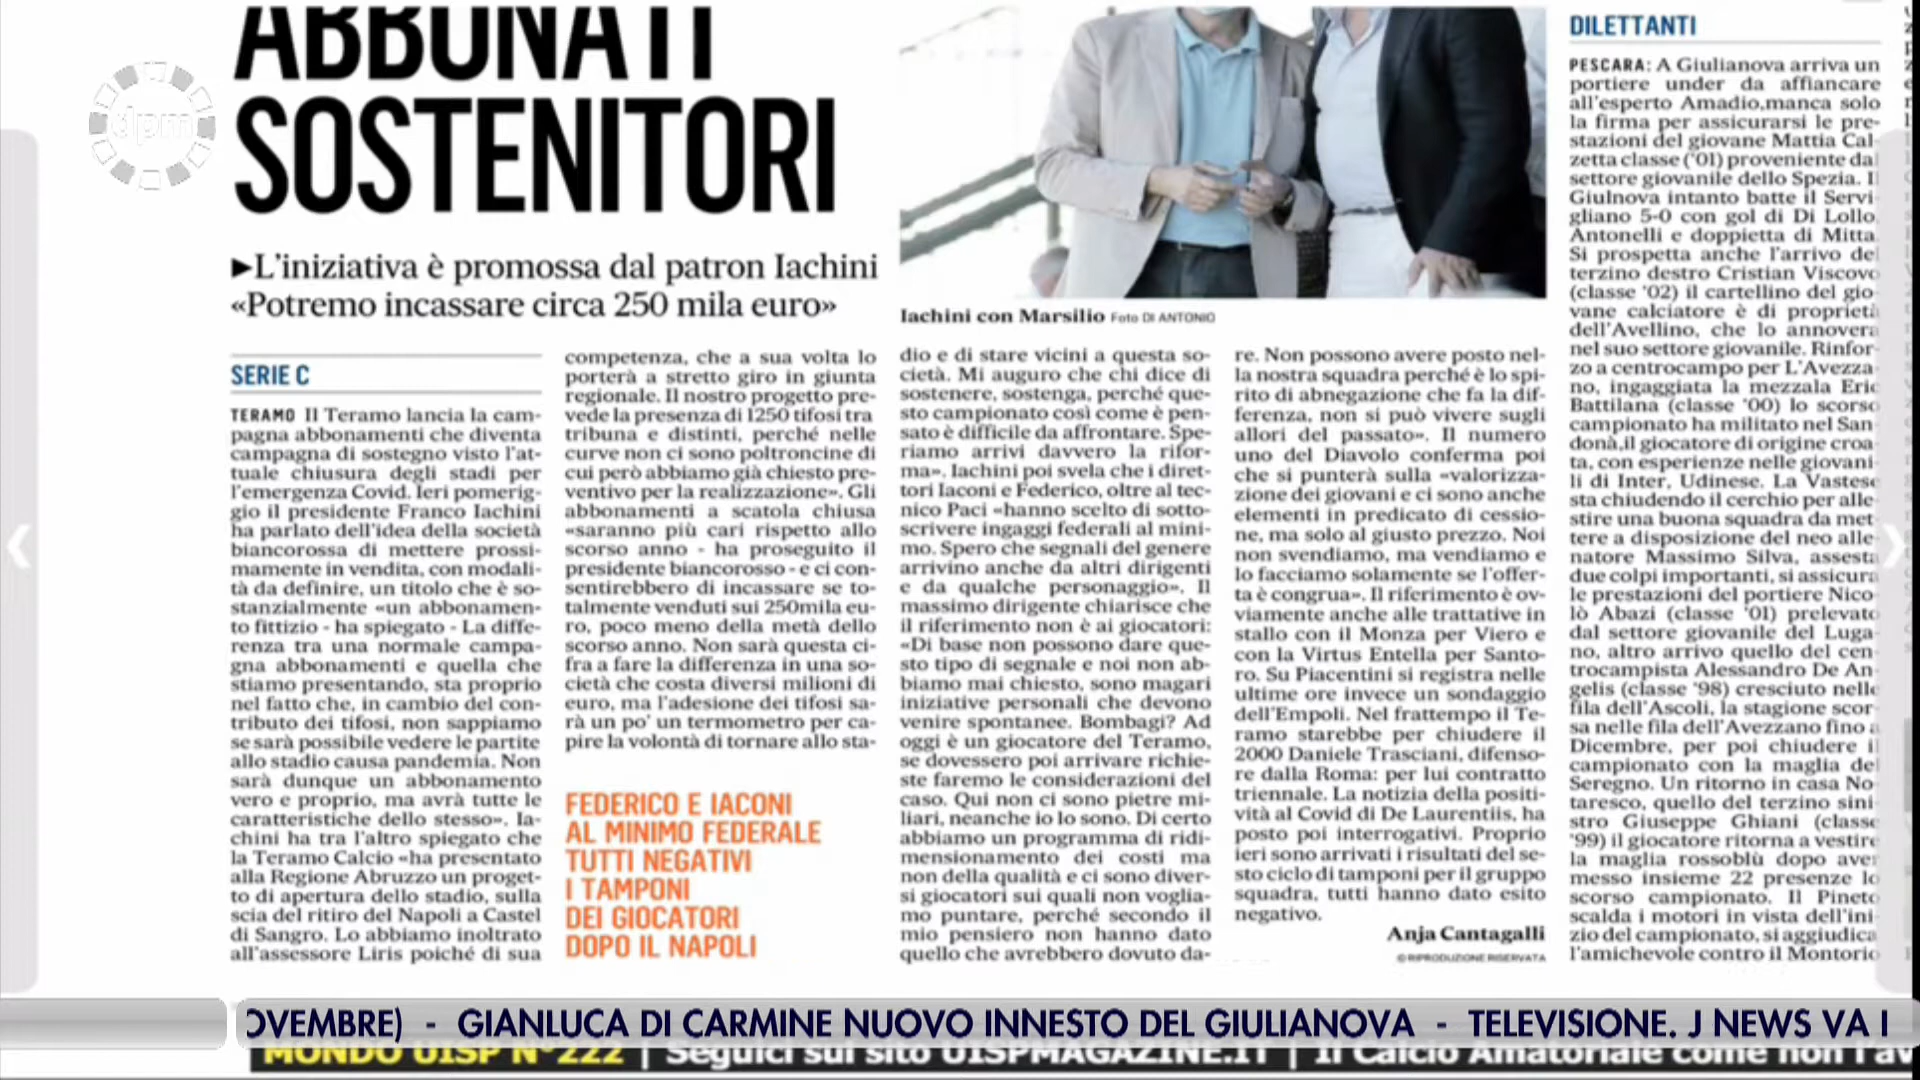 ABBONATI
SOSTENITORI
dpm
►L'iniziativa è promossa dal patron Iachini
«Potremo incassare circa 250 mila euro»
SERIE C
TERAMO Il Teramo lancia la cam-
pagna abbonamenti che diventa
campagna di sostegno visto l'at-
tuale chiusura degli stadi per
l'emergenza Covid. Ieri pomerig-
gio il presidente Franco Iachini
ha parlato dell'idea della società
biancorossa di mettere prossi-
mamente in vendita, con modali-
tà da definire, un titolo che è so-
stanzialmente «un abbonamen-
to fittizio - ha spiegato - La diffe-
renza tra una normale campa-
gna abbonamenti e quella che
stiamo presentando, sta proprio
nel fatto che, in cambio del con-
tributo dei tifosi, non sappiamo
se sarà possibile vedere le partite
allo stadio causa pandemia. Non
sarà dunque un abbonamento
vero e proprio, ma avrà tutte le
caratteristiche dello stesso». Ia-
chini ha tra l'altro spiegato che
la Teramo Calcio «ha presentato
alla Regione Abruzzo un proget-
to di apertura dello stadio, sulla
scia del ritiro del Napoli a Castel
di Sangro. Lo abbiamo inoltrato
all'assessore Liris poiché di sua
competenza, che a sua volta lo
porterà a stretto giro in giunta
regionale. Il nostro progetto pre-
vede la presenza di 1250 tifosi tra
tribuna e distinti, perché nelle
curve non ci sono poltroncine di
cui però abbiamo già chiesto pre-
ventivo per la realizzazione». Gli
abbonamenti a scatola chiusa
«saranno più cari rispetto allo
scorso anno - ha proseguito il
presidente biancorosso - e ci con-
sentirebbero di incassare se to-
talmente venduti sui 250mila eu-
ro, poco meno della metà dello
scorso anno. Non sarà questa ci-
fra a fare la differenza in una so-
cietà che costa diversi milioni di
euro, ma l'adesione dei tifosi sa-
rà un po' un termometro per ca-
pire la volontà di tornare allo sta-
FEDERICO E IACONI
AL MINIMO FEDERALE
TUTTI NEGATIVI
I TAMPONI
DEI GIOCATORI
DOPO IL NAPOLI
Iachini con Marsilio Foto DI ANTONIO
dio e di stare vicini a questa so-
cietà. Mi auguro che chi dice di
sostenere, sostenga, perché que-
sto campionato così come è pen-
sato è difficile da affrontare. Spe-
riamo arrivi davvero la rifor-
ma». Iachini poi svela che i diret-
tori Iaconi e Federico, oltre al tec-
nico Paci «hanno scelto di sotto-
scrivere ingaggi federali al mini-
mo. Spero che segnali del genere
arrivino anche da altri dirigenti
e da qualche personaggio». Il
massimo dirigente chiarisce che
il riferimento non è ai giocatori:
«Di base non possono dare que-
sto tipo di segnale e noi non ab-
biamo mai chiesto, sono magari
iniziative personali che devono
venire spontanee. Bombagi? Ad
oggi è un giocatore del Teramo,
se dovessero poi arrivare richie-
ste faremo le considerazioni del
caso. Qui non ci sono pietre mi-
liari, neanche io lo sono. Di certo
abbiamo un programma di ridi-
mensionamento dei costi ma
non della qualità e ci sono diver-
si giocatori sui quali non voglia-
mo puntare, perché secondo il
mio pensiero non hanno dato
quello che avrebbero dovuto da-
re. Non possono avere posto nel-
la nostra squadra perché è lo spi-
rito di abnegazione che fa la dif-
ferenza, non si può vivere sugli
allori del passato». Il numero
uno del Diavolo conferma poi
che si punterà sulla «valorizza-
zione dei giovani e ci sono anche
elementi in predicato di cessio-
ne, ma solo al giusto prezzo. Noi
non svendiamo, ma vendiamo e
lo facciamo solamente se l'offer-
ta è congrua». Il riferimento è ov-
viamente anche alle trattative in
stallo con il Monza per Viero e
con la Virtus Entella per Santo-
ro. Su Piacentini si registra nelle
ultime ore invece un sondaggio
dell'Empoli. Nel frattempo il Te-
ramo starebbe per chiudere il
2000 Daniele Trasciani, difenso-
re dalla Roma: per lui contratto
triennale. La notizia della positi-
vità al Covid di De Laurentiis, ha
posto poi interrogativi. Proprio
ieri sono arrivati i risultati del se-
sto ciclo di tamponi per il gruppo
squadra, tutti hanno dato esito
negativo.
Anja Cantagalli
©RIPRODUZIONE RISERVATA
DILETTANTI
PESCARA: A Giulianova arriva un
portiere under da affiancare
all'esperto Amadio,manca solo
la firma per assicurarsi le pre-
stazioni del giovane Mattia Cal-
zetta classe ('01) proveniente dal
settore giovanile dello Spezia. Il
Giulnova intanto batte il Servi-
gliano 5-0 con gol di Di Lollo,
Antonelli e doppietta di Mitta.
Si prospetta anche l'arrivo del
terzino destro Cristian Viscovo
(classe '02) il cartellino del gio-
vane calciatore è di proprietà
dell'Avellino, che lo annovera
nel suo settore giovanile. Rinfor-
zo a centrocampo per L'Avezza-
no, ingaggiata la mezzala Eric
Battilana (classe '00) lo scorso
campionato ha militato nel San-
donà,il giocatore di origine croa-
ta, con esperienze nelle giovani-
li di Inter, Udinese. La Vastese
sta chiudendo il cerchio per alle-
stire una buona squadra da met-
tere a disposizione del neo alle-
natore Massimo Silva, assesta
due colpi importanti, si assicura
le prestazioni del portiere Nico-
lò Abazi (classe '01) prelevato
dal settore giovanile del Luga-
no, altro arrivo quello del cen-
trocampista Alessandro De An-
gelis (classe '98) cresciuto nelle
fila dell'Ascoli, la stagione scor-
sa nelle fila dell'Avezzano fino a
Dicembre, per poi chiudere il
campionato con la maglia del
Seregno. Un ritorno in casa No-
taresco, quello del terzino sini-
stro Giuseppe Ghiani (classe
'99) il giocatore ritorna a vestire
la maglia rossoblù dopo aver
messo insieme 22 presenze lo
scorso campionato. Il Pineto
scalda i motori in vista dell'ini-
zio del campionato, si aggiudica
l'amichevole contro il Montorio
OVEMBRE) - GIANLUCA DI CARMINE NUOVO INNESTO DEL GIULIANOVA - TELEVISIONE. J NEWS VA I
MONDO UISP N°222 | Seguici sul sito UISPMAGAZINE.IT | Il Calcio Amatoriale come non l'av